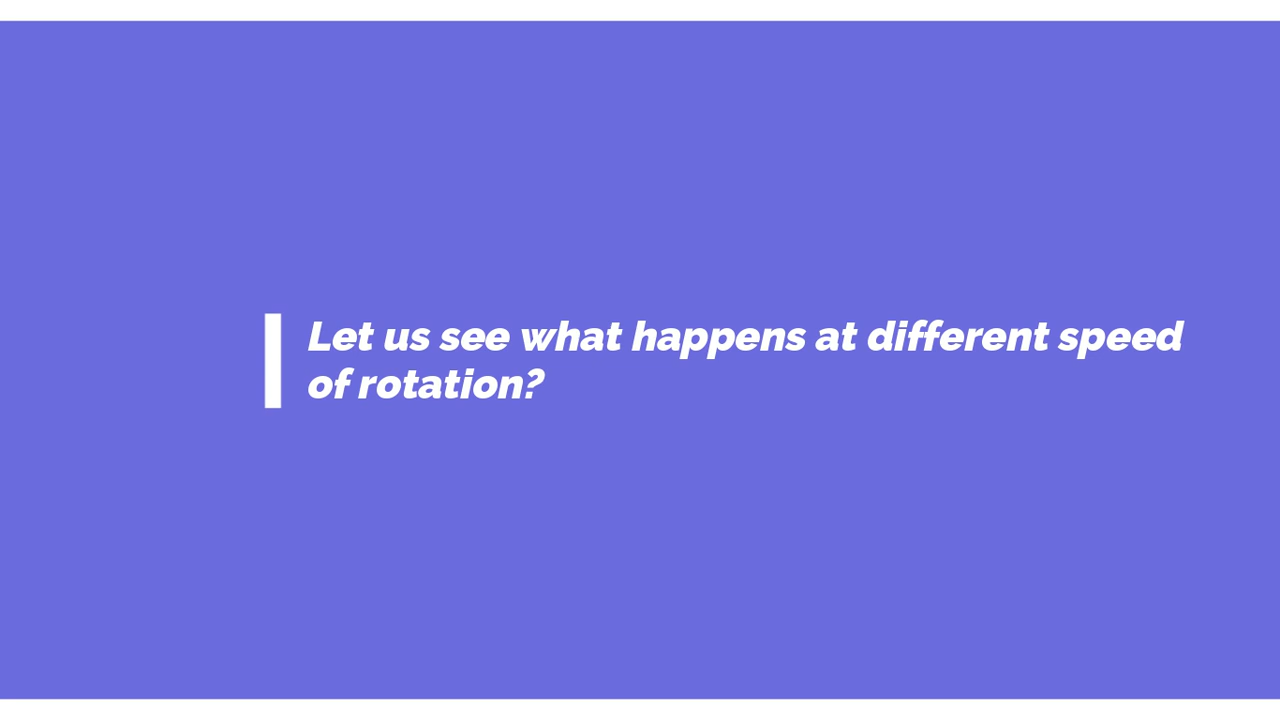 Let us see what happens at different speed
of rotation?